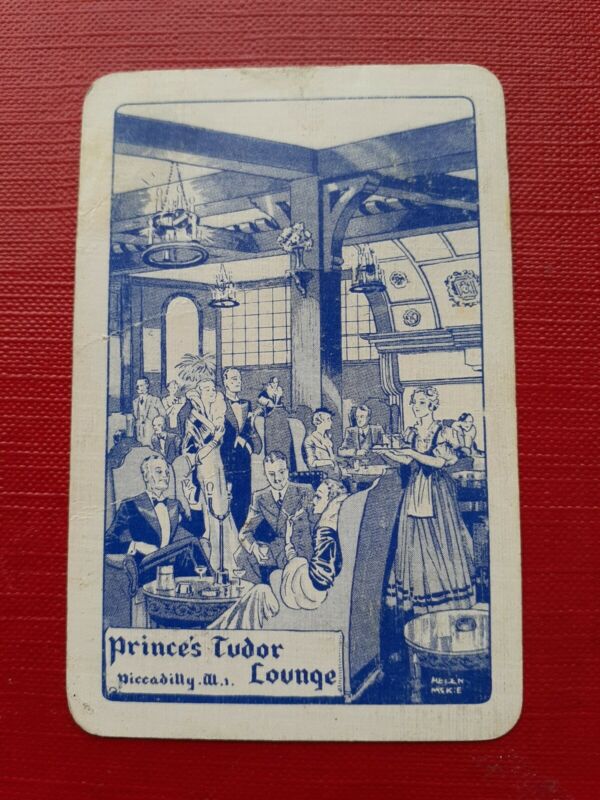 Prince's Tudor
Lounge
Piccadilly. W.1.
HELEN
MCKIE